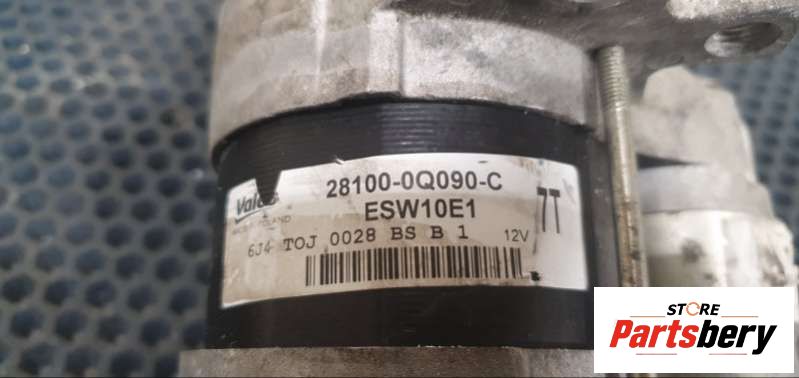 28100-0Q090-C
Valeo
ESW10E1
7T
6J4 TOJ 0028 BS B 1 12V
STORE
Partsbery